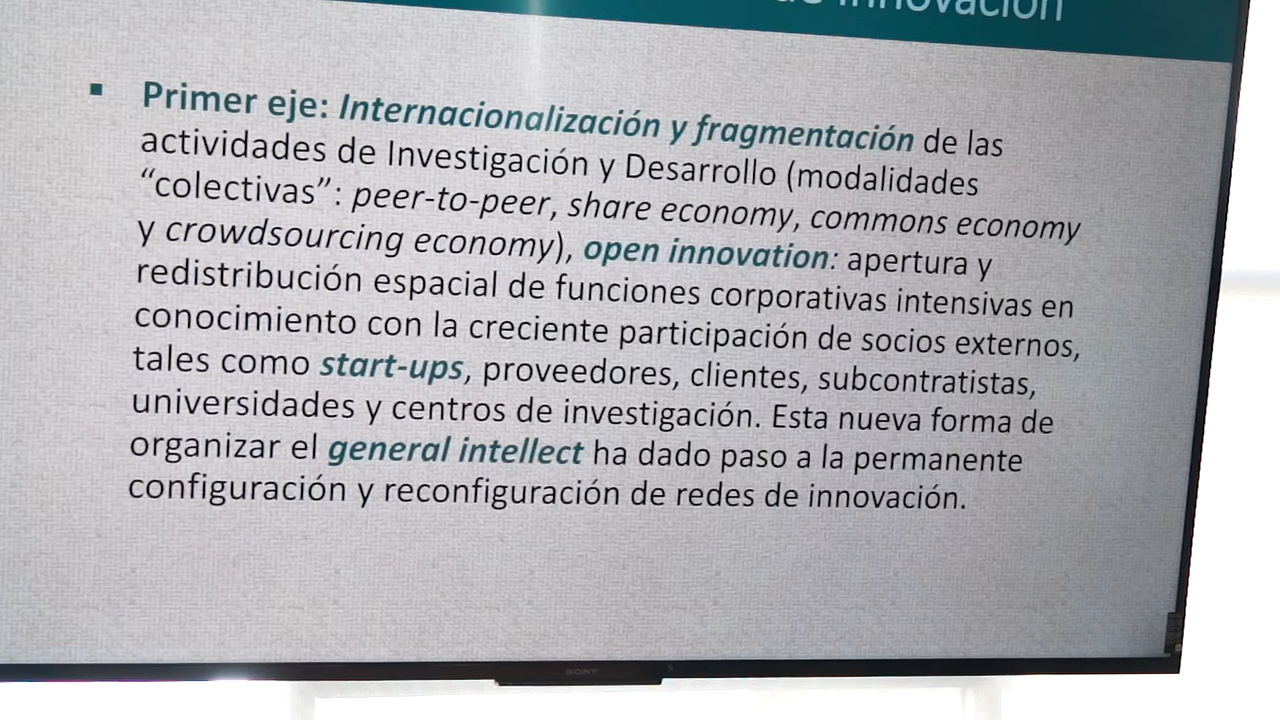 de Innovación
▪ Primer eje: Internacionalización y fragmentación de las
actividades de Investigación y Desarrollo (modalidades
“colectivas”: peer-to-peer, share economy, commons economy
y crowdsourcing economy), open innovation: apertura y
redistribución espacial de funciones corporativas intensivas en
conocimiento con la creciente participación de socios externos,
tales como start-ups, proveedores, clientes, subcontratistas,
universidades y centros de investigación. Esta nueva forma de
organizar el general intellect ha dado paso a la permanente
configuración y reconfiguración de redes de innovación.
SONY